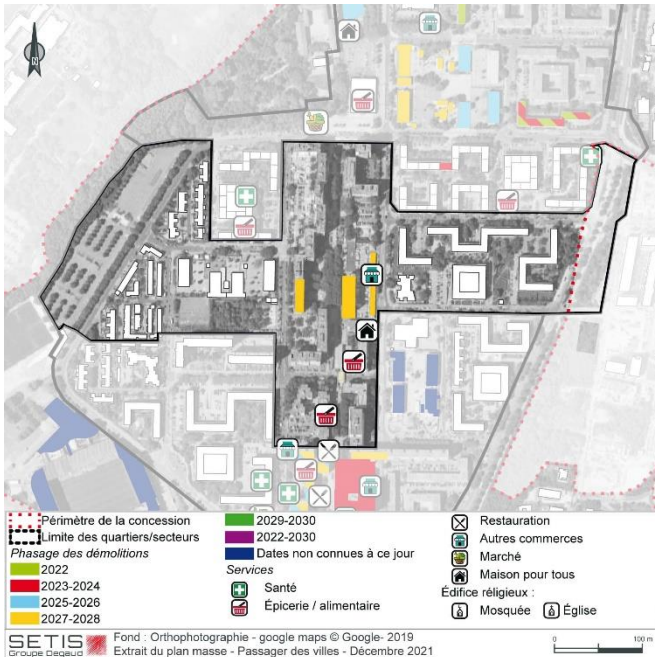 N
Périmètre de la concession
Limite des quartiers/secteurs
Phasage des démolitions
2022
2023-2024
2025-2026
2027-2028
2029-2030
2022-2030
Dates non connues à ce jour
Services
Santé
Épicerie / alimentaire
Restauration
Autres commerces
Marché
Maison pour tous
Édifice réligieux :
Mosquée Église
SETIS
Groupe Degaud
Fond : Orthophotographie - google maps © Google- 2019
Extrait du plan masse - Passager des villes - Décembre 2021
0 100 m